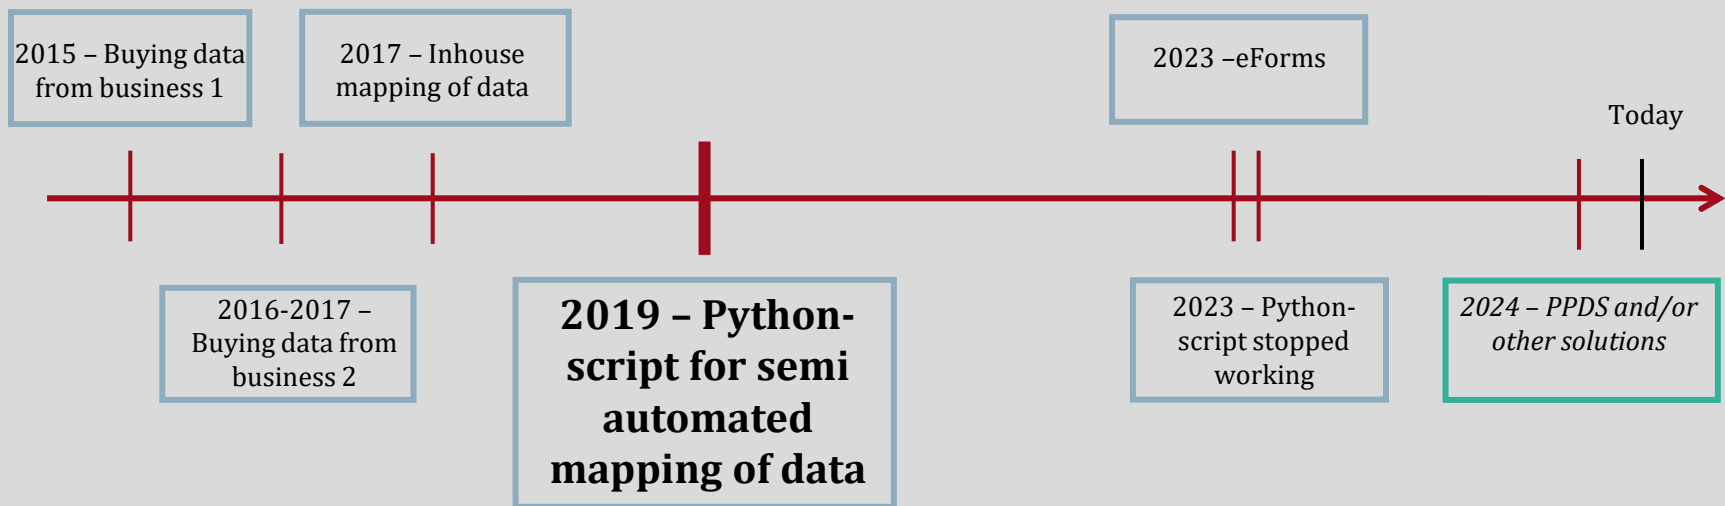 2015 – Buying data
from business 1
2017 – Inhouse
mapping of data
2023 –eForms
Today
2016-2017 –
Buying data from
business 2
2019 – Python-
script for semi
automated
mapping of data
2023 – Python-
script stopped
working
2024 – PPDS and/or
other solutions